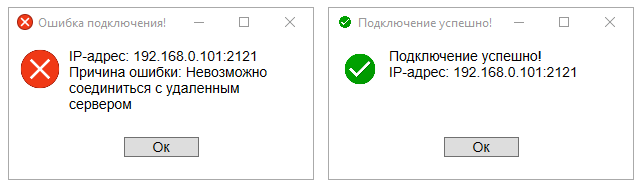 Ошибка подключения!
IP-адрес: 192.168.0.101:2121
Причина ошибки: Невозможно
соединиться с удаленным
сервером
Ок
Подключение успешно!
Подключение успешно!
IP-адрес: 192.168.0.101:2121
Ок